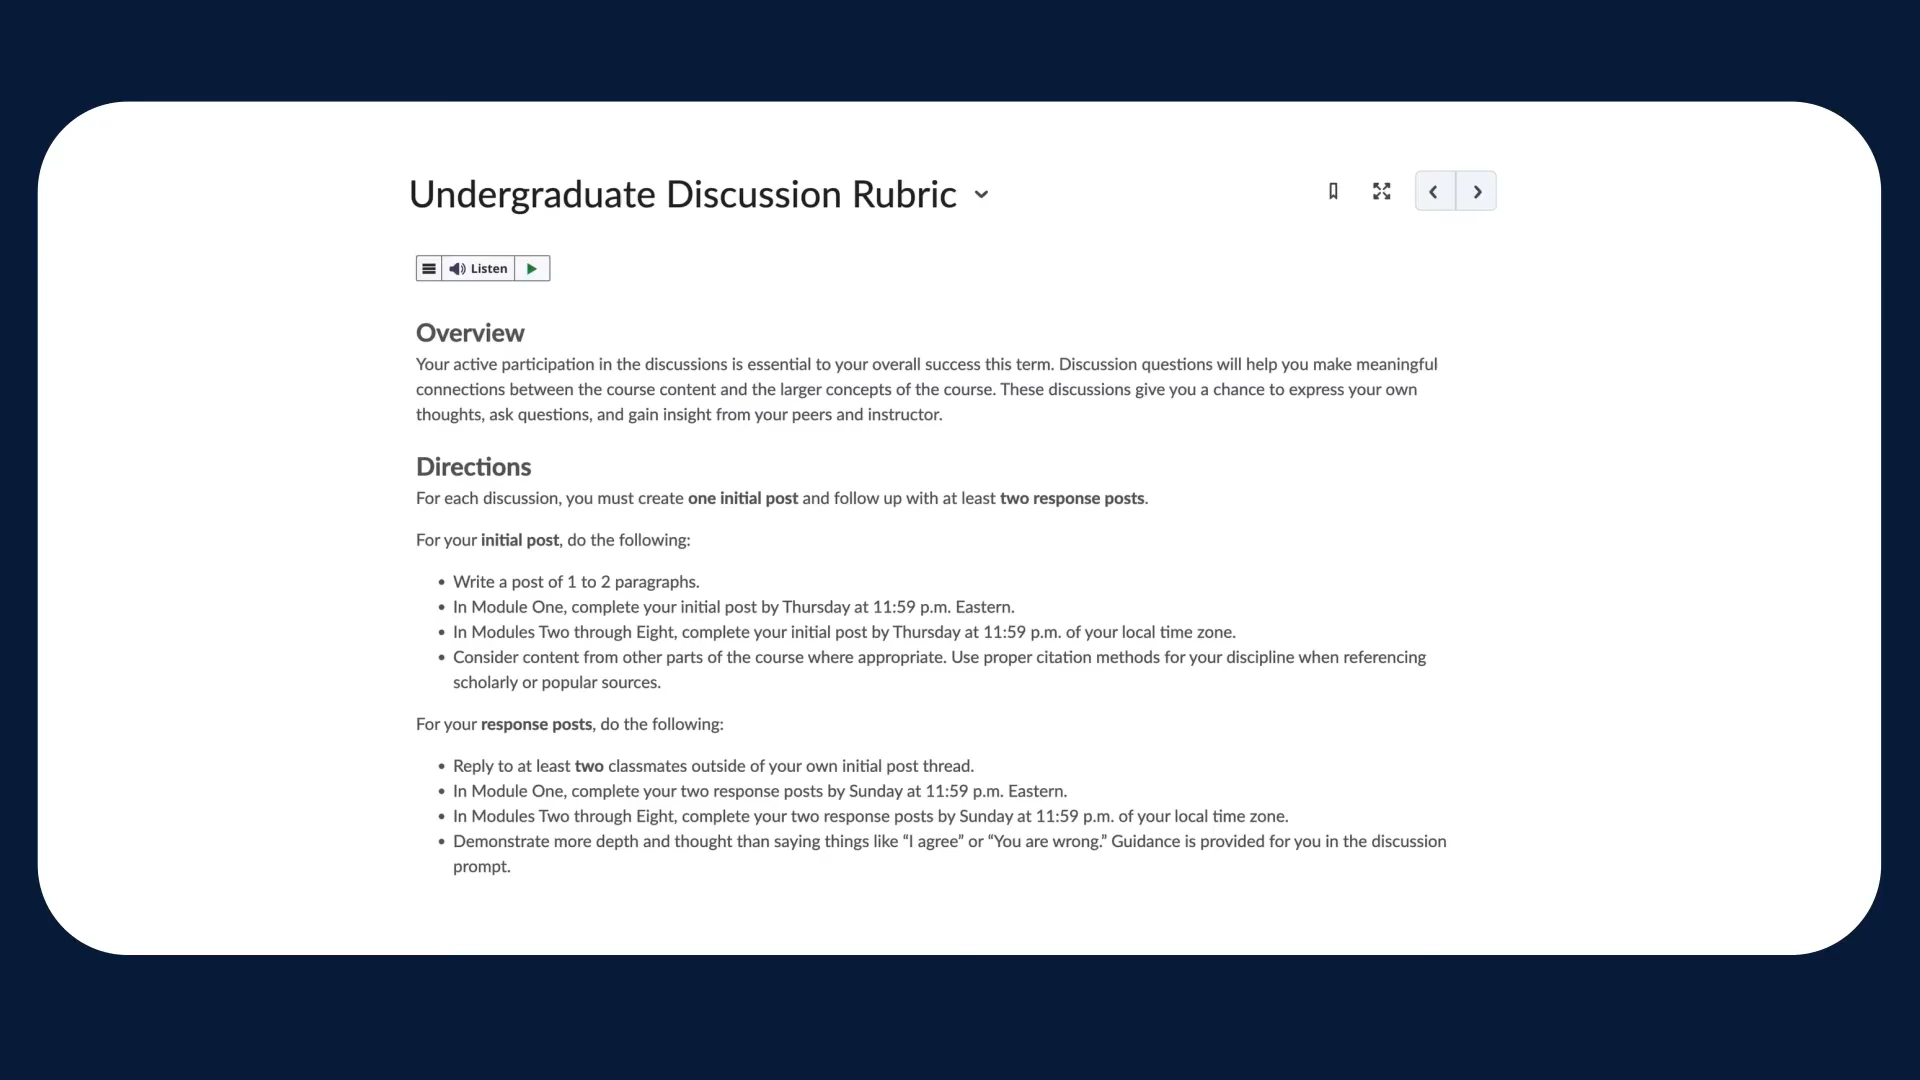 Undergraduate Discussion Rubric
Listen
Overview
Your active participation in the discussions is essential to your overall success this term. Discussion questions will help you make meaningful
connections between the course content and the larger concepts of the course. These discussions give you a chance to express your own
thoughts, ask questions, and gain insight from your peers and instructor.
Directions
For each discussion, you must create one initial post and follow up with at least two response posts.
For your initial post, do the following:
• Write a post of 1 to 2 paragraphs.
• In Module One, complete your initial post by Thursday at 11:59 p.m. Eastern.
• In Modules Two through Eight, complete your initial post by Thursday at 11:59 p.m. of your local time zone.
• Consider content from other parts of the course where appropriate. Use proper citation methods for your discipline when referencing
scholarly or popular sources.
For your response posts, do the following:
• Reply to at least two classmates outside of your own initial post thread.
• In Module One, complete your two response posts by Sunday at 11:59 p.m. Eastern.
• In Modules Two through Eight, complete your two response posts by Sunday at 11:59 p.m. of your local time zone.
• Demonstrate more depth and thought than saying things like “I agree” or “You are wrong.” Guidance is provided for you in the discussion
prompt.